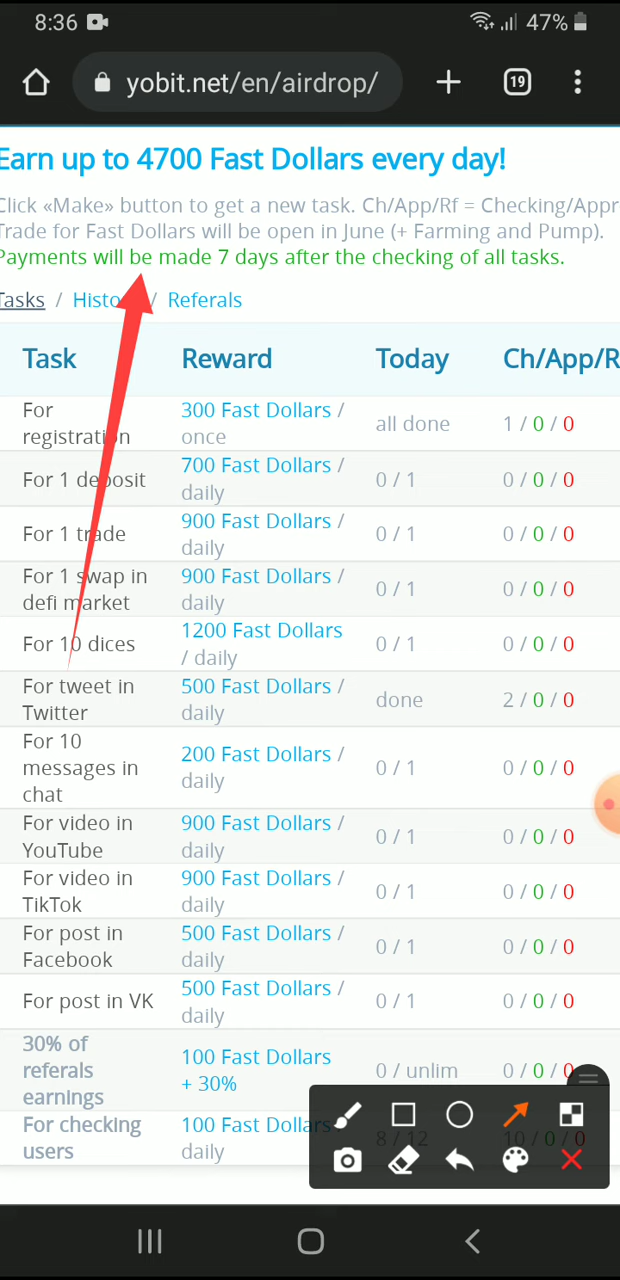 8:36 47%
yobit.net/en/airdrop/ 19
Earn up to 4700 Fast Dollars every day!
Click «Make» button to get a new task. Ch/App/Rf = Checking/Appr
Trade for Fast Dollars will be open in June (+ Farming and Pump).
Payments will be made 7 days after the checking of all tasks.
Tasks / Histo / Referals
Task Reward Today Ch/App/R
For registration 300 Fast Dollars / once all done 1 / 0 / 0
For 1 deposit 700 Fast Dollars / daily 0 / 1 0 / 0 / 0
For 1 trade 900 Fast Dollars / daily 0 / 1 0 / 0 / 0
For 1 swap in defi market 900 Fast Dollars / daily 0 / 1 0 / 0 / 0
For 10 dices 1200 Fast Dollars / daily 0 / 1 0 / 0 / 0
For tweet in Twitter 500 Fast Dollars / daily done 2 / 0 / 0
For 10 messages in chat 200 Fast Dollars / daily 0 / 1 0 / 0 / 0
For video in YouTube 900 Fast Dollars / daily 0 / 1 0 / 0 / 0
For video in TikTok 900 Fast Dollars / daily 0 / 1 0 / 0 / 0
For post in Facebook 500 Fast Dollars / daily 0 / 1 0 / 0 / 0
For post in VK 500 Fast Dollars / daily 0 / 1 0 / 0 / 0
30% of referals earnings 100 Fast Dollars + 30% 0 / unlim 0 / 0 / 0
For checking users 100 Fast Dollars daily 8 / 12 10 / 0 / 0